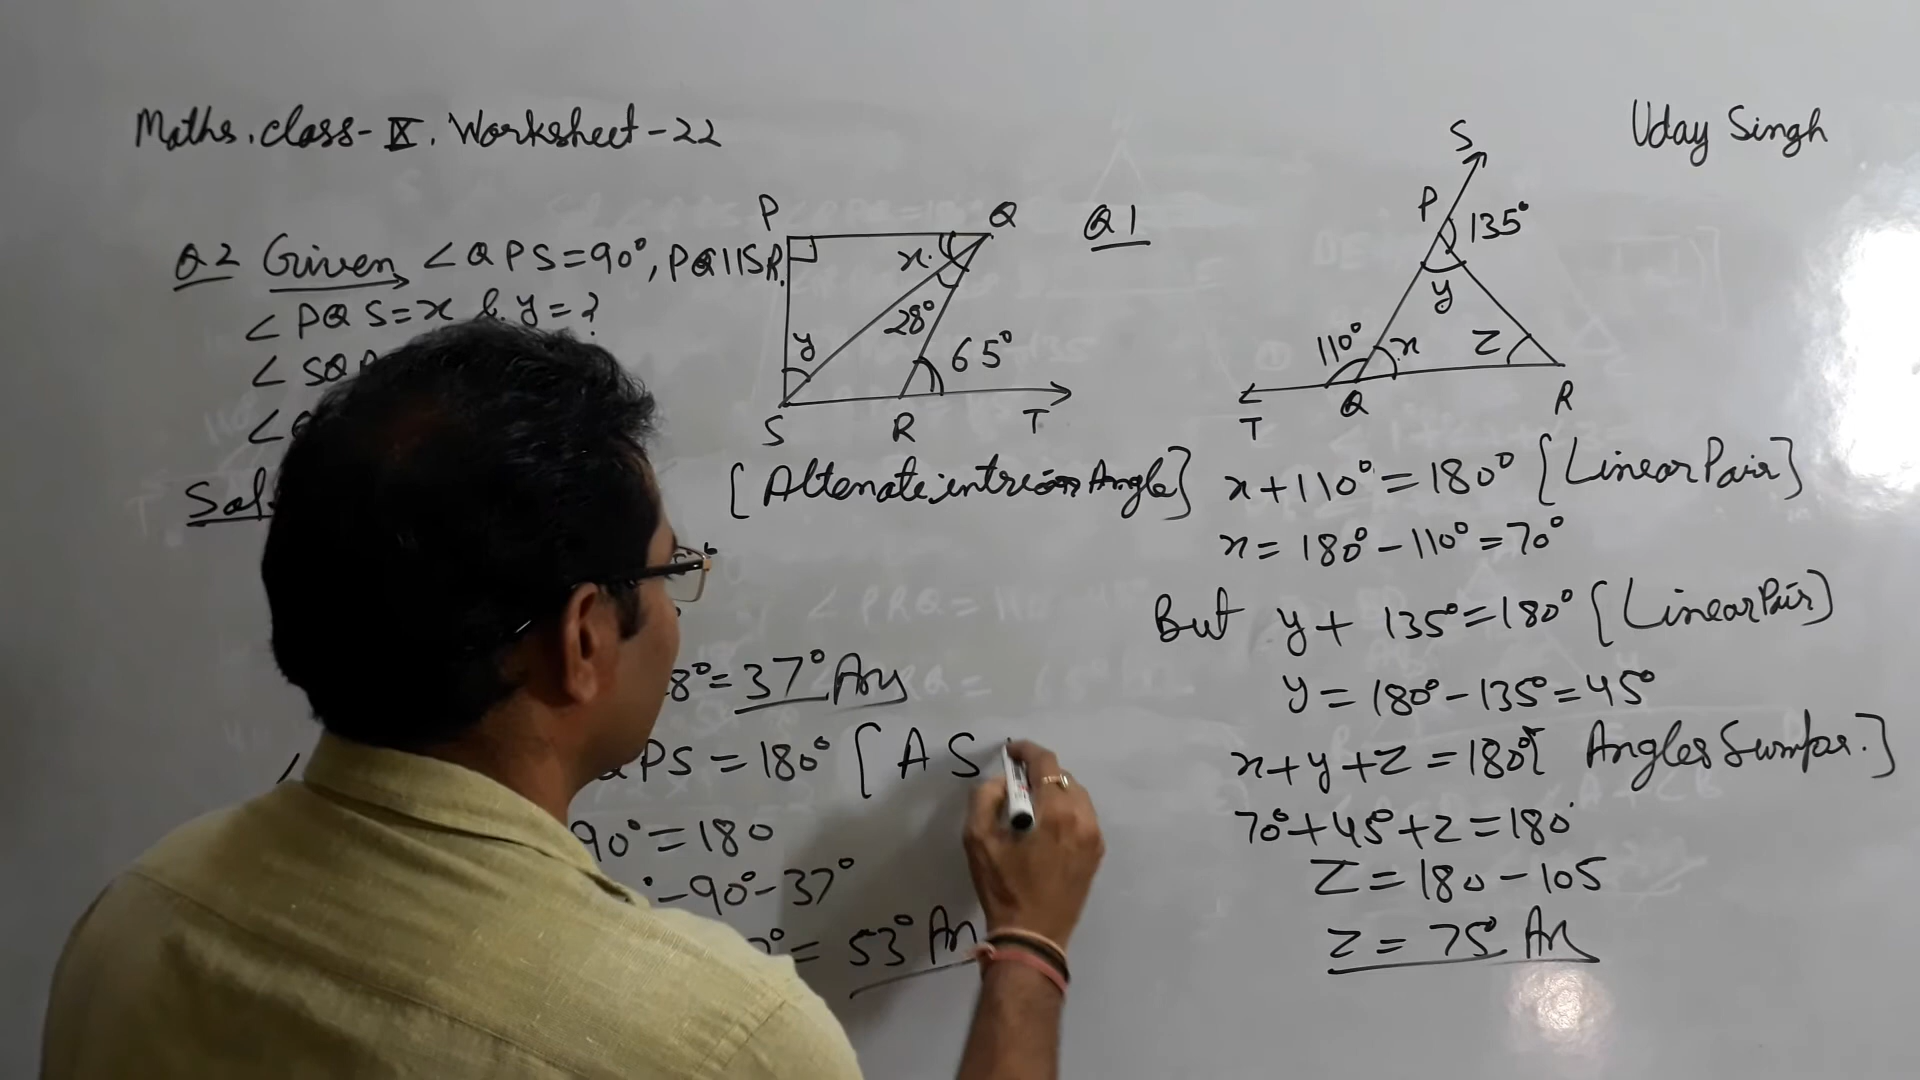 Maths. Class - IX. Worksheet - 22
Uday Singh
Q2 Given ∠QPS=90°, PQ||SR,
∠PQS=x & y=?
∠SQ
∠
Sol
P
Q
x
28°
y
65°
S
R
T
[Altenate intreior Angle]
8°=37° Ans
PS=180° [AS
90°=180
°-90°-37°
°=53° An
Q1
S
P
135°
y
110°
x
Z
T
Q
R
x+110°=180° [Linear Pair]
x=180°-110°=70°
But y+135°=180° [Linear Pair]
y=180°-135°=45°
x+y+z=180°[Angles Sum
70°+45°+z=180°
Z=180-105
z=75° An